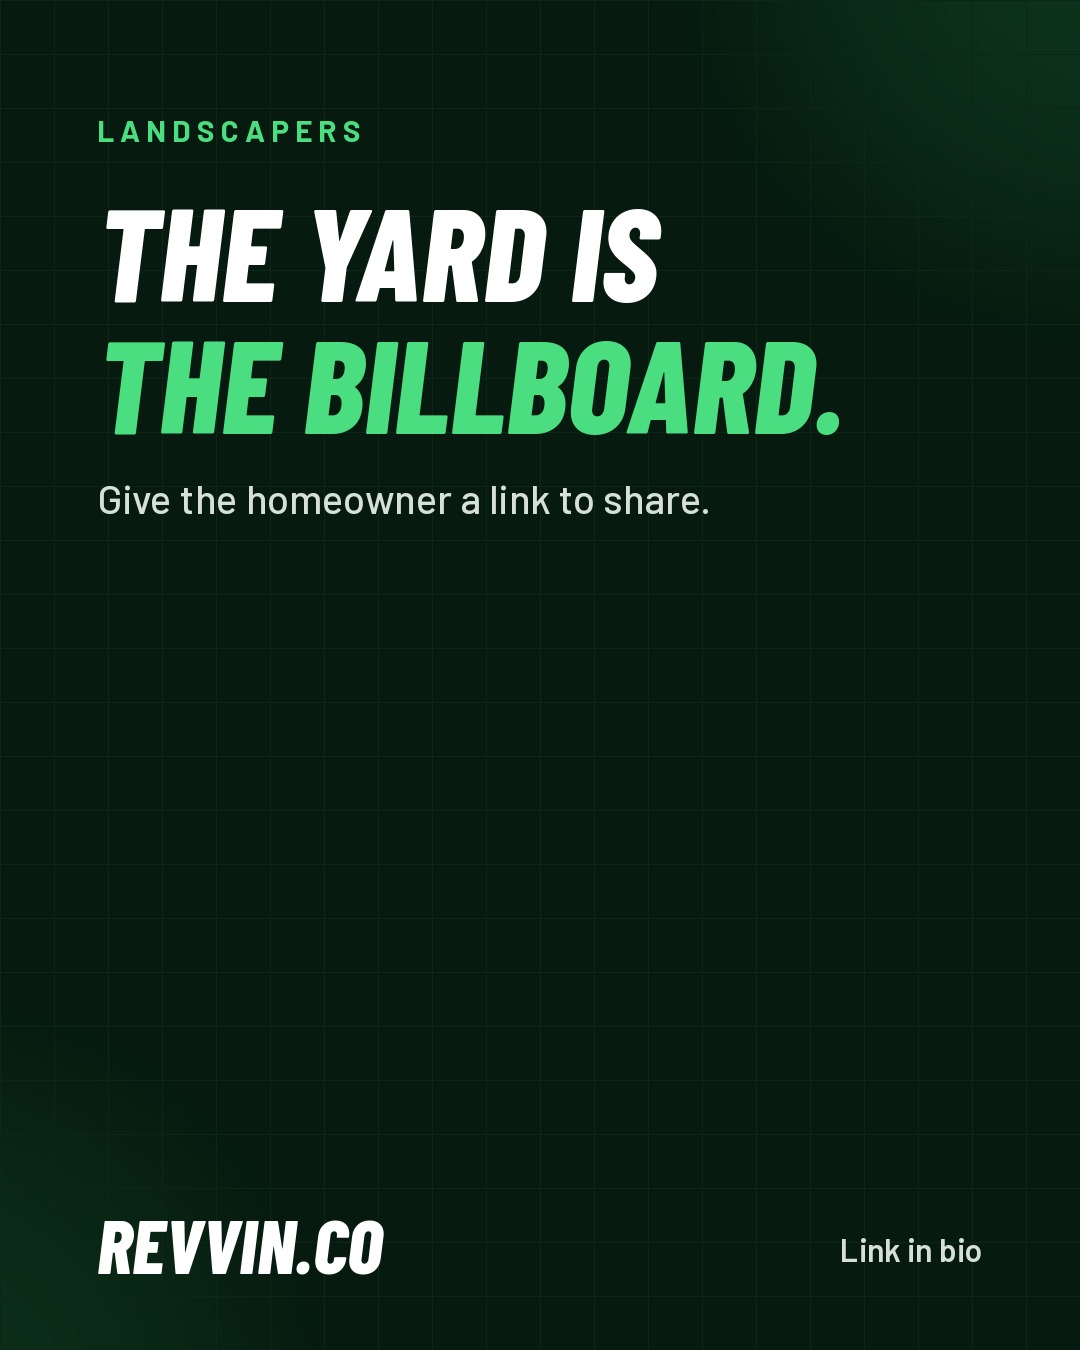 LANDSCAPERS
THE YARD IS
THE BILLBOARD.
Give the homeowner a link to share.
REVVIN.CO
Link in bio